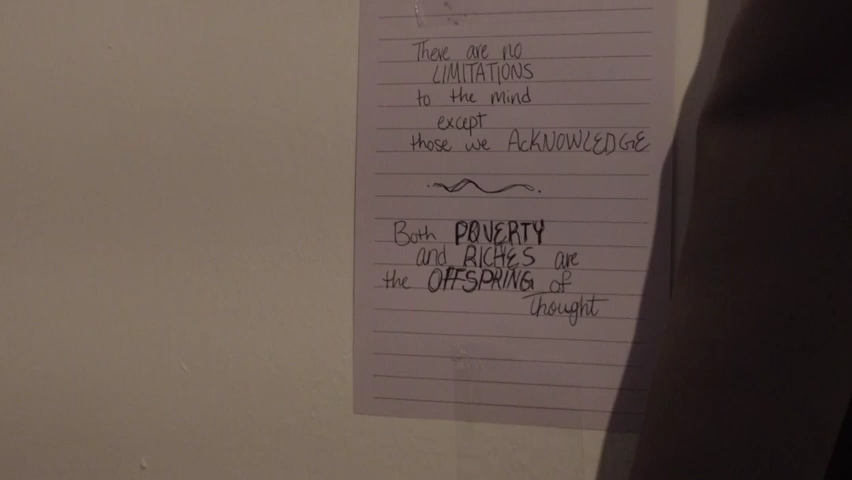 There are no
LIMITATIONS
to the mind
except
those we ACKNOWLEDGE
Both POVERTY
and RICHES are
the OFFSPRING of
Thought